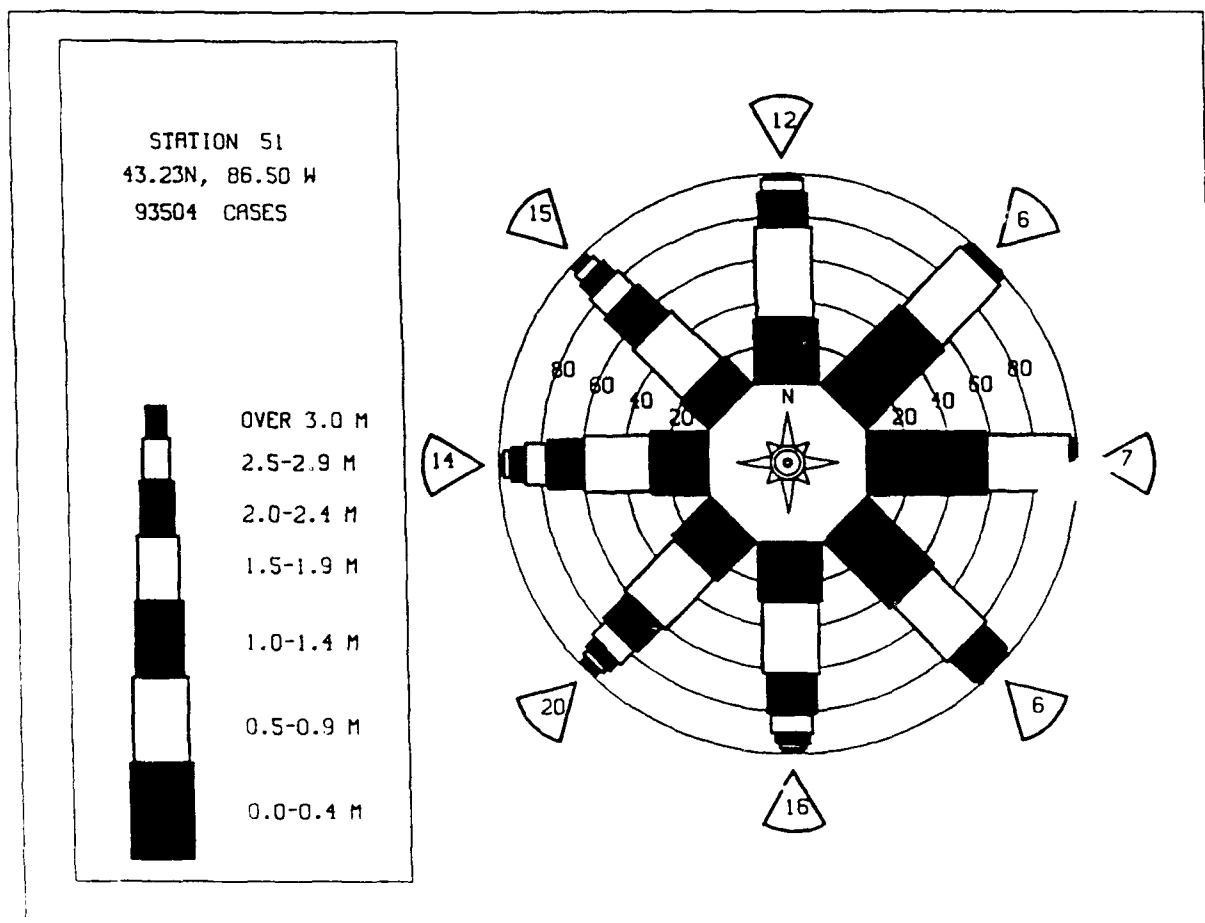 STATION 51
43.23N, 86.50 W
93504 CASES
OVER 3.0 M
2.5-2.9 M
2.0-2.4 M
1.5-1.9 M
1.0-1.4 M
0.5-0.9 M
0.0-0.4 M
12
15
6
80
60
40
20
N
20
40
60
80
14
7
20
6
16